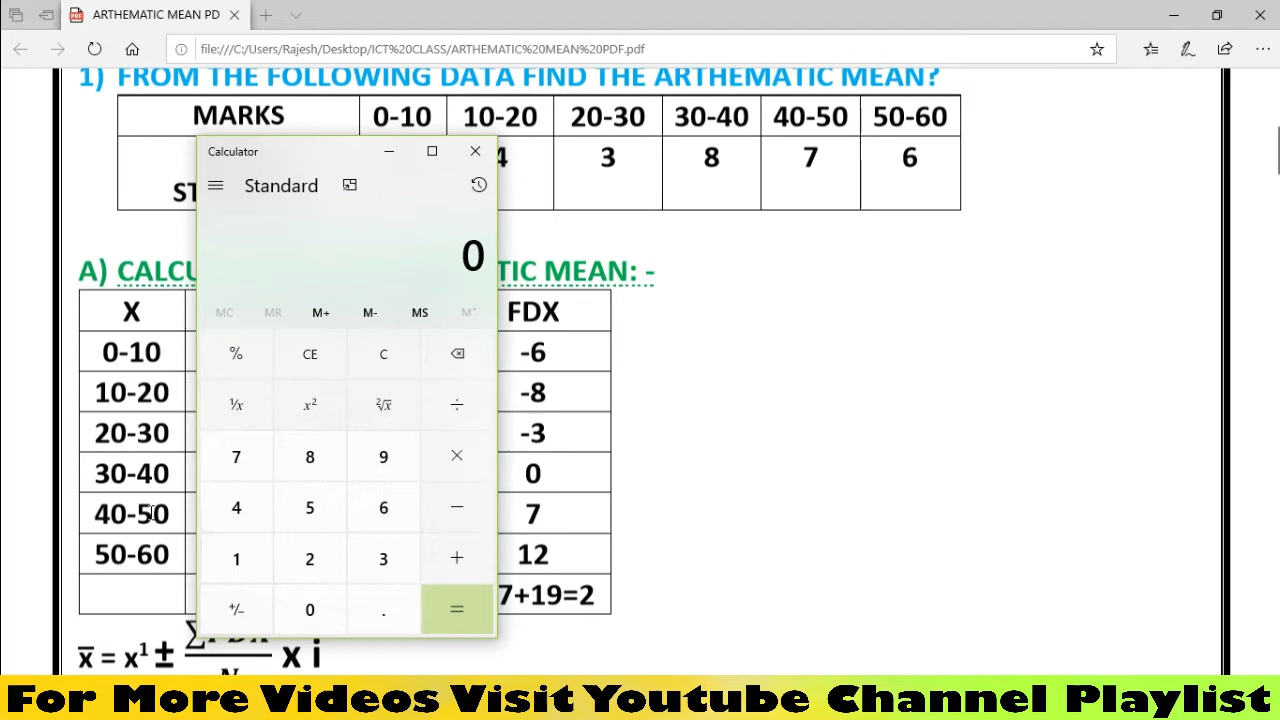 ARTHEMATIC MEAN PD
file:///C:/Users/Rajesh/Desktop/ICT%20CLASS/ARTHEMATIC%20MEAN%20PDF.pdf
1) FROM THE FOLLOWING DATA FIND THE ARTHEMATIC MEAN?
MARKS 0-10 10-20 20-30 30-40 40-50 50-60
4 3 8 7 6
ST
Calculator
Standard
0
MC MR M+ M- MS M˅
% CE C
¹/x x² ²√x ÷
7 8 9 ×
4 5 6 −
1 2 3 +
+/− 0 . =
A) CALCU TIC MEAN: -
X FDX
0-10 -6
10-20 -8
20-30 -3
30-40 0
40-50 7
50-60 12
7+19=2
x̅ = x¹ ± x i
N
For More Videos Visit Youtube Channel Playlist